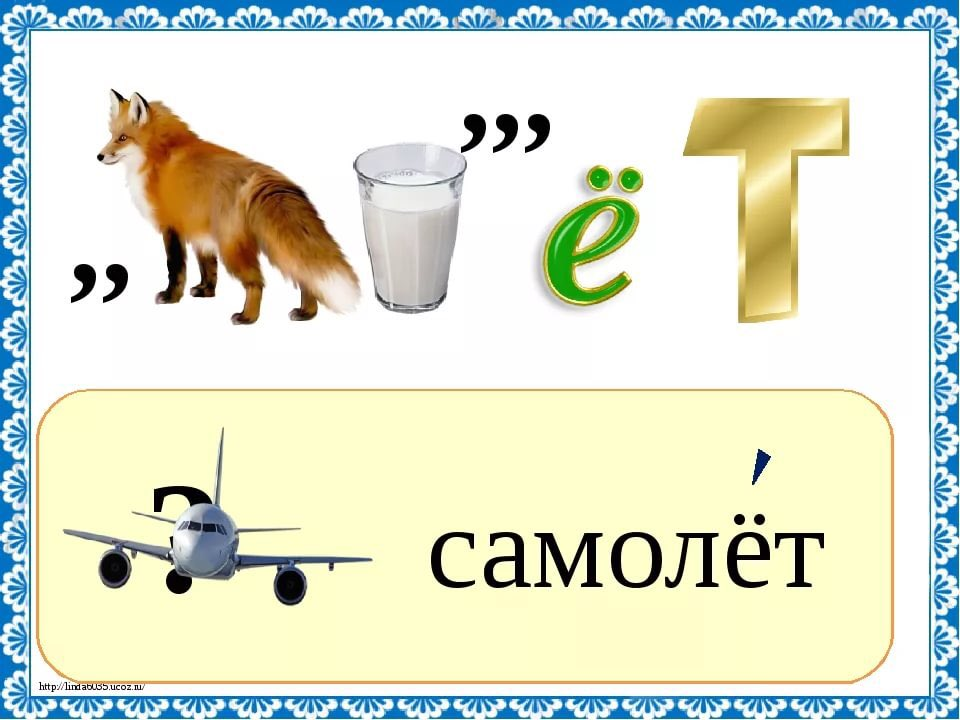 ,,, ё Т
,,
?
самолёт
http://linda6035.ucoz.ru/